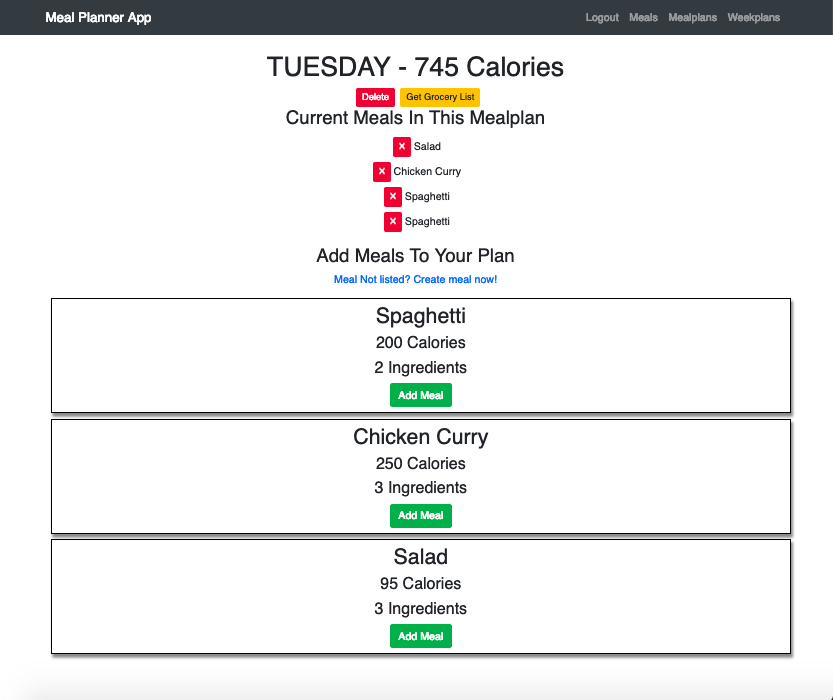 Meal Planner App Logout Meals Mealplans Weekplans
TUESDAY - 745 Calories
Delete Get Grocery List
Current Meals In This Mealplan
× Salad
× Chicken Curry
× Spaghetti
× Spaghetti
Add Meals To Your Plan
Meal Not listed? Create meal now!
Spaghetti
200 Calories
2 Ingredients
Add Meal
Chicken Curry
250 Calories
3 Ingredients
Add Meal
Salad
95 Calories
3 Ingredients
Add Meal